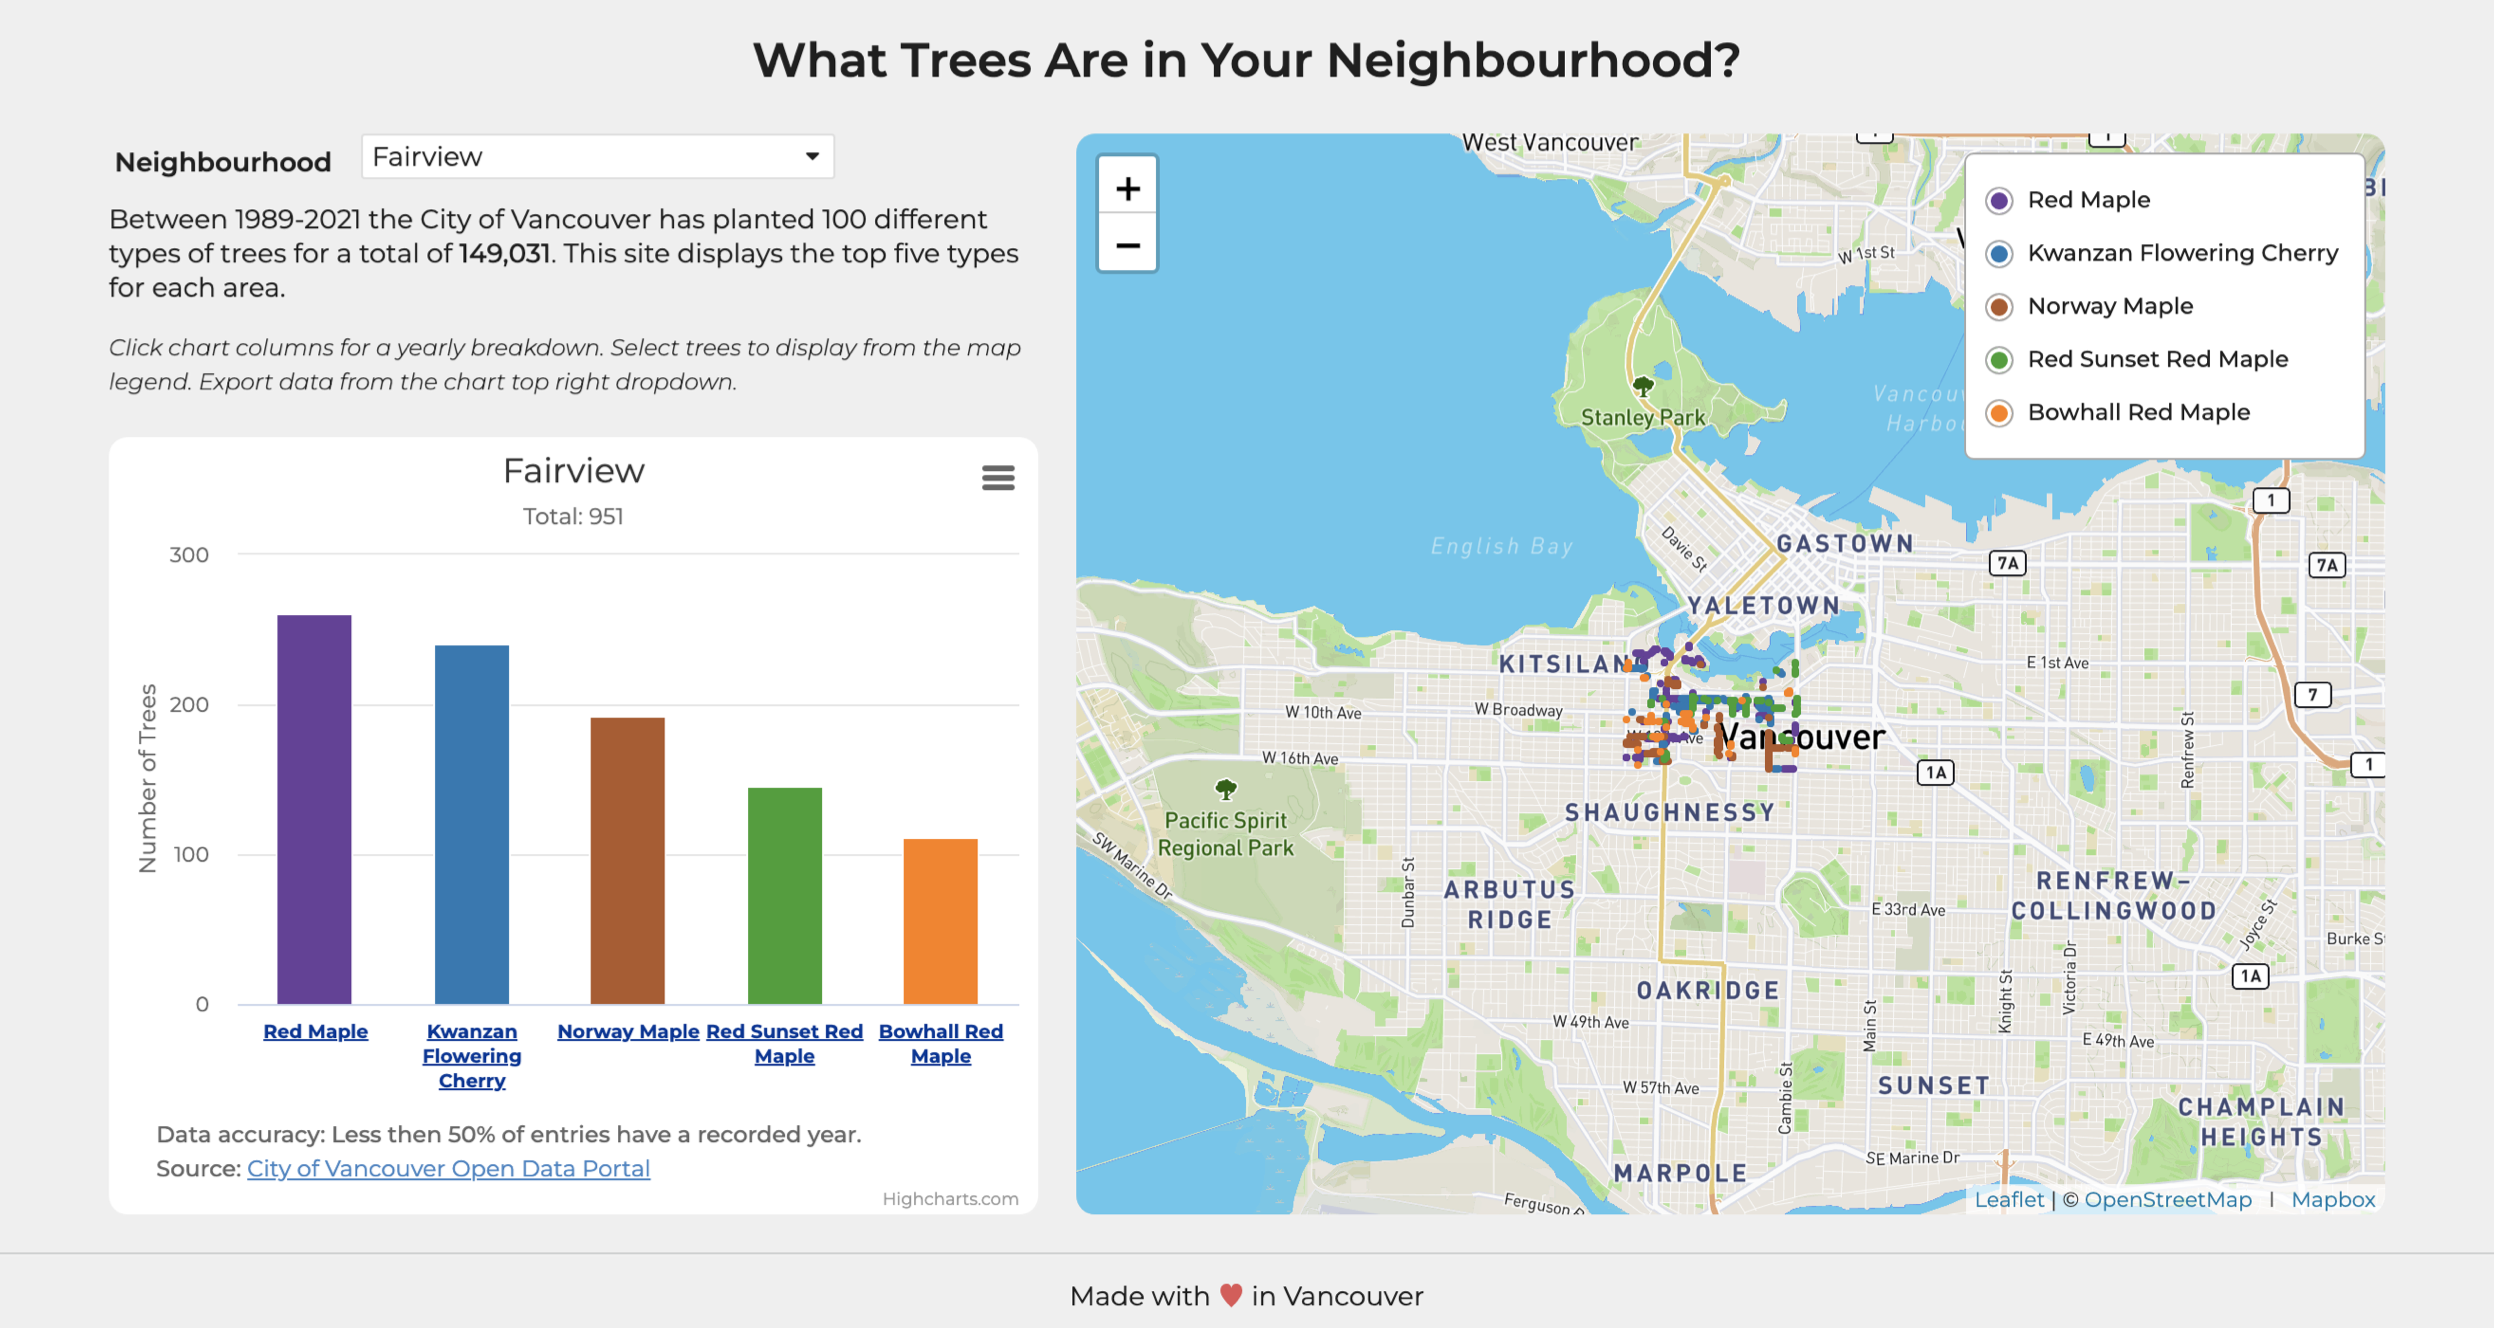 What Trees Are in Your Neighbourhood?
Neighbourhood
Fairview
Between 1989-2021 the City of Vancouver has planted 100 different
types of trees for a total of 149,031. This site displays the top five types
for each area.
Click chart columns for a yearly breakdown. Select trees to display from the map
legend. Export data from the chart top right dropdown.
Fairview
Total: 951
Number of Trees
300
200
100
0
Red Maple
Kwanzan
Flowering
Cherry
Norway Maple
Red Sunset Red
Maple
Bowhall Red
Maple
Data accuracy: Less then 50% of entries have a recorded year.
Source: City of Vancouver Open Data Portal
Highcharts.com
+
−
Red Maple
Kwanzan Flowering Cherry
Norway Maple
Red Sunset Red Maple
Bowhall Red Maple
West Vancouver
W 1st St
Stanley Park
English Bay
Davie St
GASTOWN
1
7A
7A
YALETOWN
E 1st Ave
W 10th Ave
W Broadway
7
Vancouver
Renfrew St
W 16th Ave
1A
1
Pacific Spirit
Regional Park
SHAUGHNESSY
SW Marine Dr
Dunbar St
ARBUTUS
RIDGE
E 33rd Ave
RENFREW-
COLLINGWOOD
Joyce St
Victoria Dr
Knight St
1A
OAKRIDGE
W 49th Ave
Main St
E 49th Ave
W 57th Ave
Cambie St
SUNSET
CHAMPLAIN
HEIGHTS
SE Marine Dr
MARPOLE
Ferguson
Leaflet | © OpenStreetMap | Mapbox
Made with ❤ in Vancouver